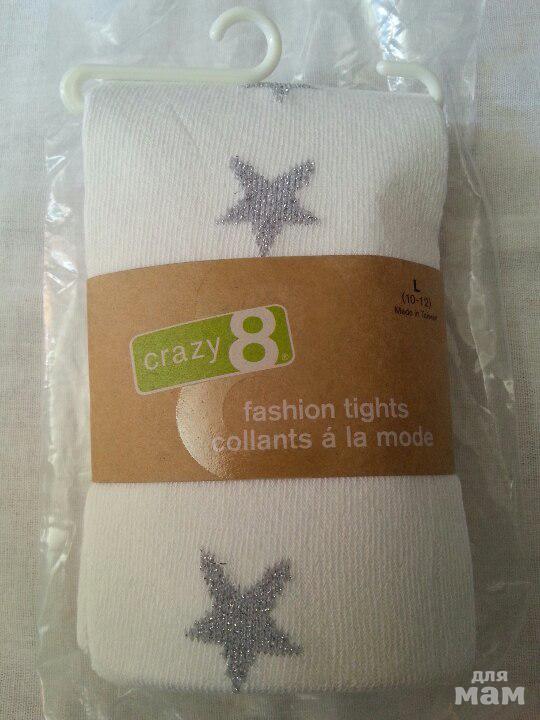 L
(10-12)
Made in Taiwan
crazy 8®
fashion tights
collants á la mode
для
мам